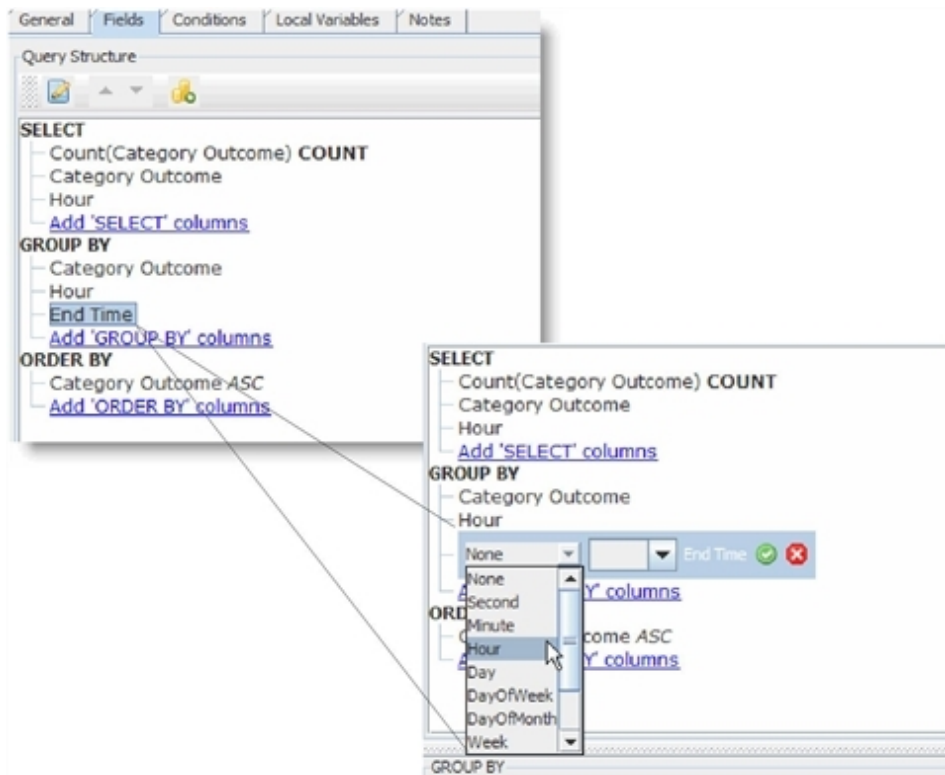 General Fields Conditions Local Variables Notes
Query Structure
SELECT
Count(Category Outcome) COUNT
Category Outcome
Hour
Add 'SELECT' columns
GROUP BY
Category Outcome
Hour
End Time
Add 'GROUP BY' columns
ORDER BY
Category Outcome ASC
Add 'ORDER BY' columns
SELECT
Count(Category Outcome) COUNT
Category Outcome
Hour
Add 'SELECT' columns
GROUP BY
Category Outcome
Hour
None End Time
None
Second
Minute
Hour
Day
DayOfWeek
DayOfMonth
Week
Y' columns
ORD
come ASC
Y' columns
GROUP BY